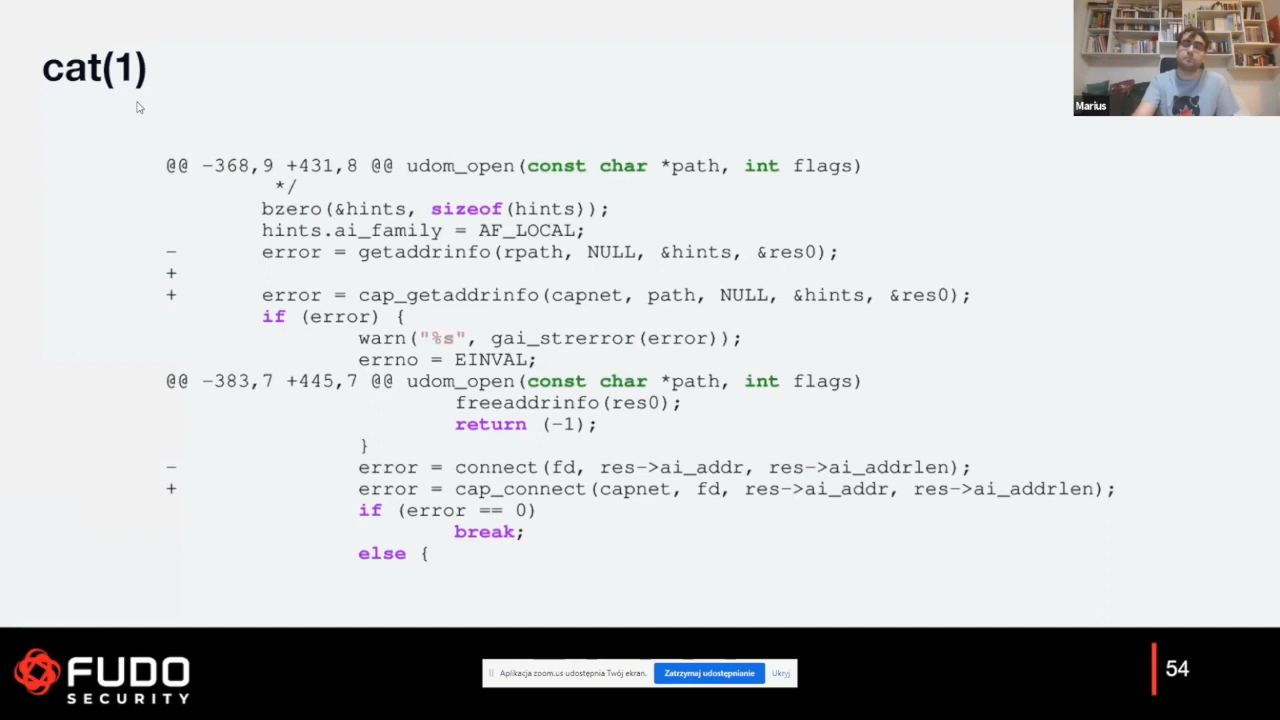 cat(1)
Marius
@@ -368,9 +431,8 @@ udom_open(const char *path, int flags)
*/
bzero(&hints, sizeof(hints));
hints.ai_family = AF_LOCAL;
- error = getaddrinfo(rpath, NULL, &hints, &res0);
+
+ error = cap_getaddrinfo(capnet, path, NULL, &hints, &res0);
if (error) {
warn("%s", gai_strerror(error));
errno = EINVAL;
@@ -383,7 +445,7 @@ udom_open(const char *path, int flags)
freeaddrinfo(res0);
return (-1);
}
- error = connect(fd, res->ai_addr, res->ai_addrlen);
+ error = cap_connect(capnet, fd, res->ai_addr, res->ai_addrlen);
if (error == 0)
break;
else {
FUDO
SECURITY
Aplikacja zoom.us udostępnia Twój ekran. Zatrzymaj udostępnianie Ukryj
54